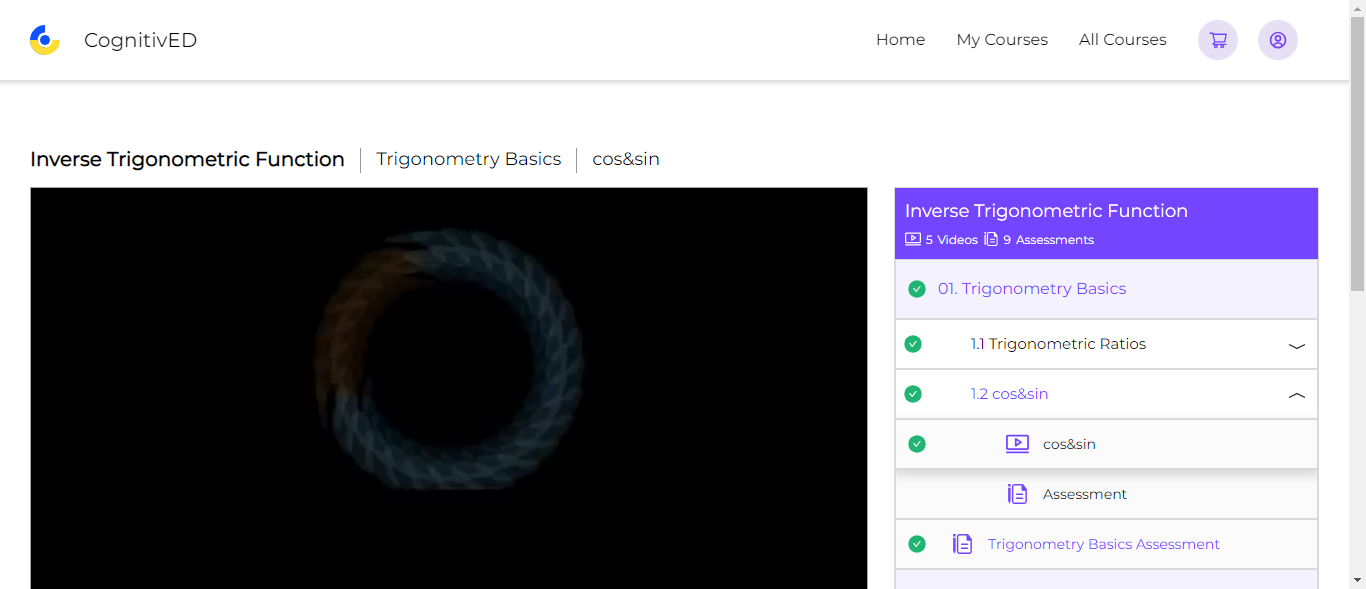 CognitivED
Home My Courses All Courses
Inverse Trigonometric Function Trigonometry Basics cos&sin
Inverse Trigonometric Function
5 Videos 9 Assessments
01. Trigonometry Basics
1.1 Trigonometric Ratios
1.2 cos&sin
cos&sin
Assessment
Trigonometry Basics Assessment